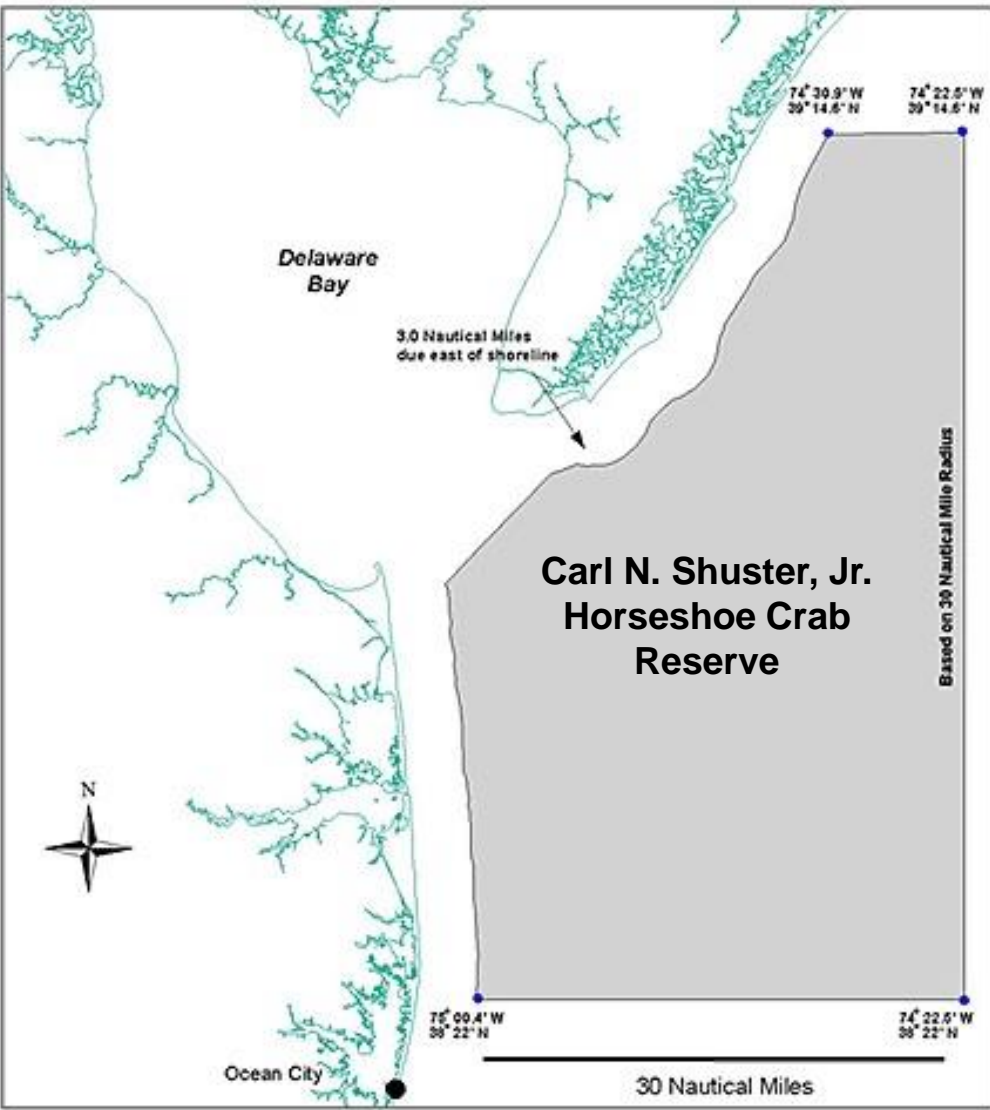 74° 30.9' W
39° 14.6' N
74° 22.5' W
39° 14.6' N
Delaware
Bay
3.0 Nautical Miles
due east of shoreline
Based on 30 Nautical Mile Radius
Carl N. Shuster, Jr.
Horseshoe Crab
Reserve
N
75° 00.4' W
38° 22' N
74° 22.5' W
38° 22' N
Ocean City
30 Nautical Miles